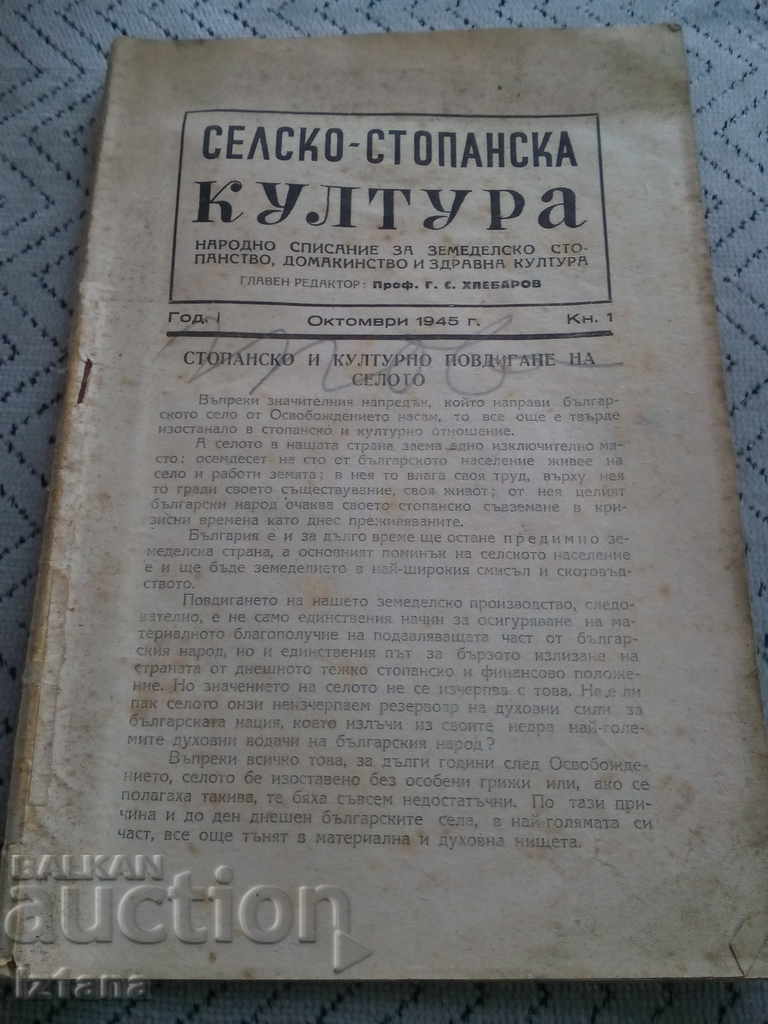 СЕЛСКО-СТОПАНСКА
КУЛТУРА
НАРОДНО СПИСАНИЕ ЗА ЗЕМЕДЕЛСКО СТО-
ПАНСТВО, ДОМАКИНСТВО И ЗДРАВНА КУЛТУРА
ГЛАВЕН РЕДАКТОР: Проф. Г. С. ХЛЕБАРОВ
Год. I Октомври 1945 г. Кн. 1
СТОПАНСКО И КУЛТУРНО ПОВДИГАНЕ НА
СЕЛОТО
Въпреки значителния напредък, който направи българ-
ското село от Освобождението насам, то все още е твърде
изостанало в стопанско и културно отношение.
А селото в нашата страна заема едно изключително мя-
сто: осемдесет на сто от българското население живее на
село и работи земята; в нея то влага своя труд, върху нея
то гради своето съществувание, своя живот; от нея целият
български народ очаква своето стопанско съвземане в кри-
зисни времена като днес преживяваните.
България е и за дълго време ще остане предимно зе-
меделска страна, а основният поминък на селското население
е и ще бъде земеделието в най-широкия смисъл и скотовъд-
ството.
Повдигането на нашето земеделско производство, следо-
вателно, е не само единствения начин за осигуряване на ма-
териалното благополучие на подавляващата част от българ-
ския народ, но и единствения път за бързото излизане на
страната от днешното тежко стопанско и финансово положе-
ние. Но значението на селото не се изчерпва с това. Не е ли
пак селото онзи неизчерпаем резервоар на духовни сили за
българската нация, което излъчи из своите недра най-голе-
мите духовни водачи на българския народ?
Въпреки всичко това, за дълги години след Освобожде-
нието, селото бе изоставено без особени грижи или, ако се
полагаха такива, те бяха съвсем недостатъчни. По тази при-
чина и до ден днешен българските села, в най-голямата си
част, все още тънят в материална и духовна нищета.
BALKAN
auction
iztana